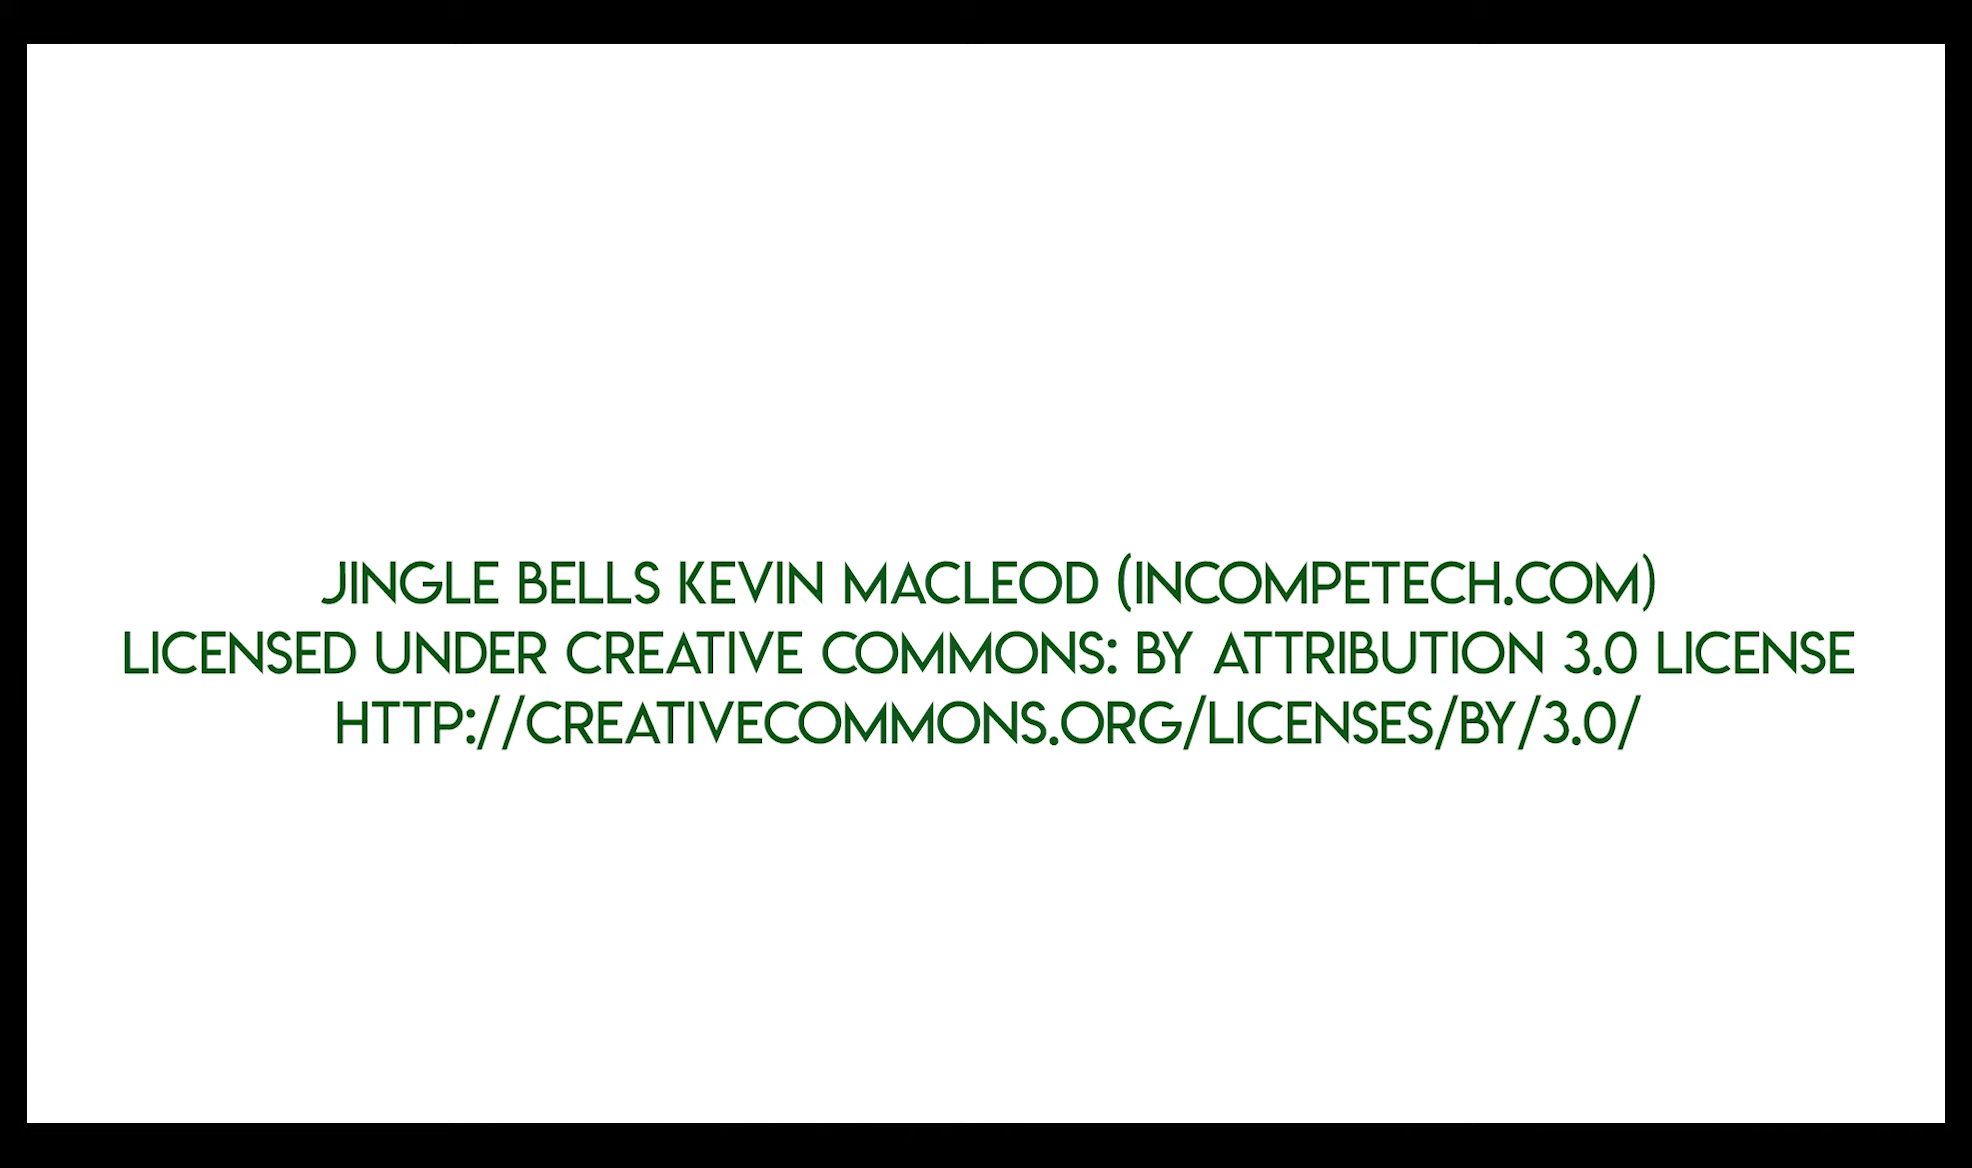 JINGLE BELLS KEVIN MACLEOD (INCOMPETECH.COM)
LICENSED UNDER CREATIVE COMMONS: BY ATTRIBUTION 3.0 LICENSE
HTTP://CREATIVECOMMONS.ORG/LICENSES/BY/3.0/